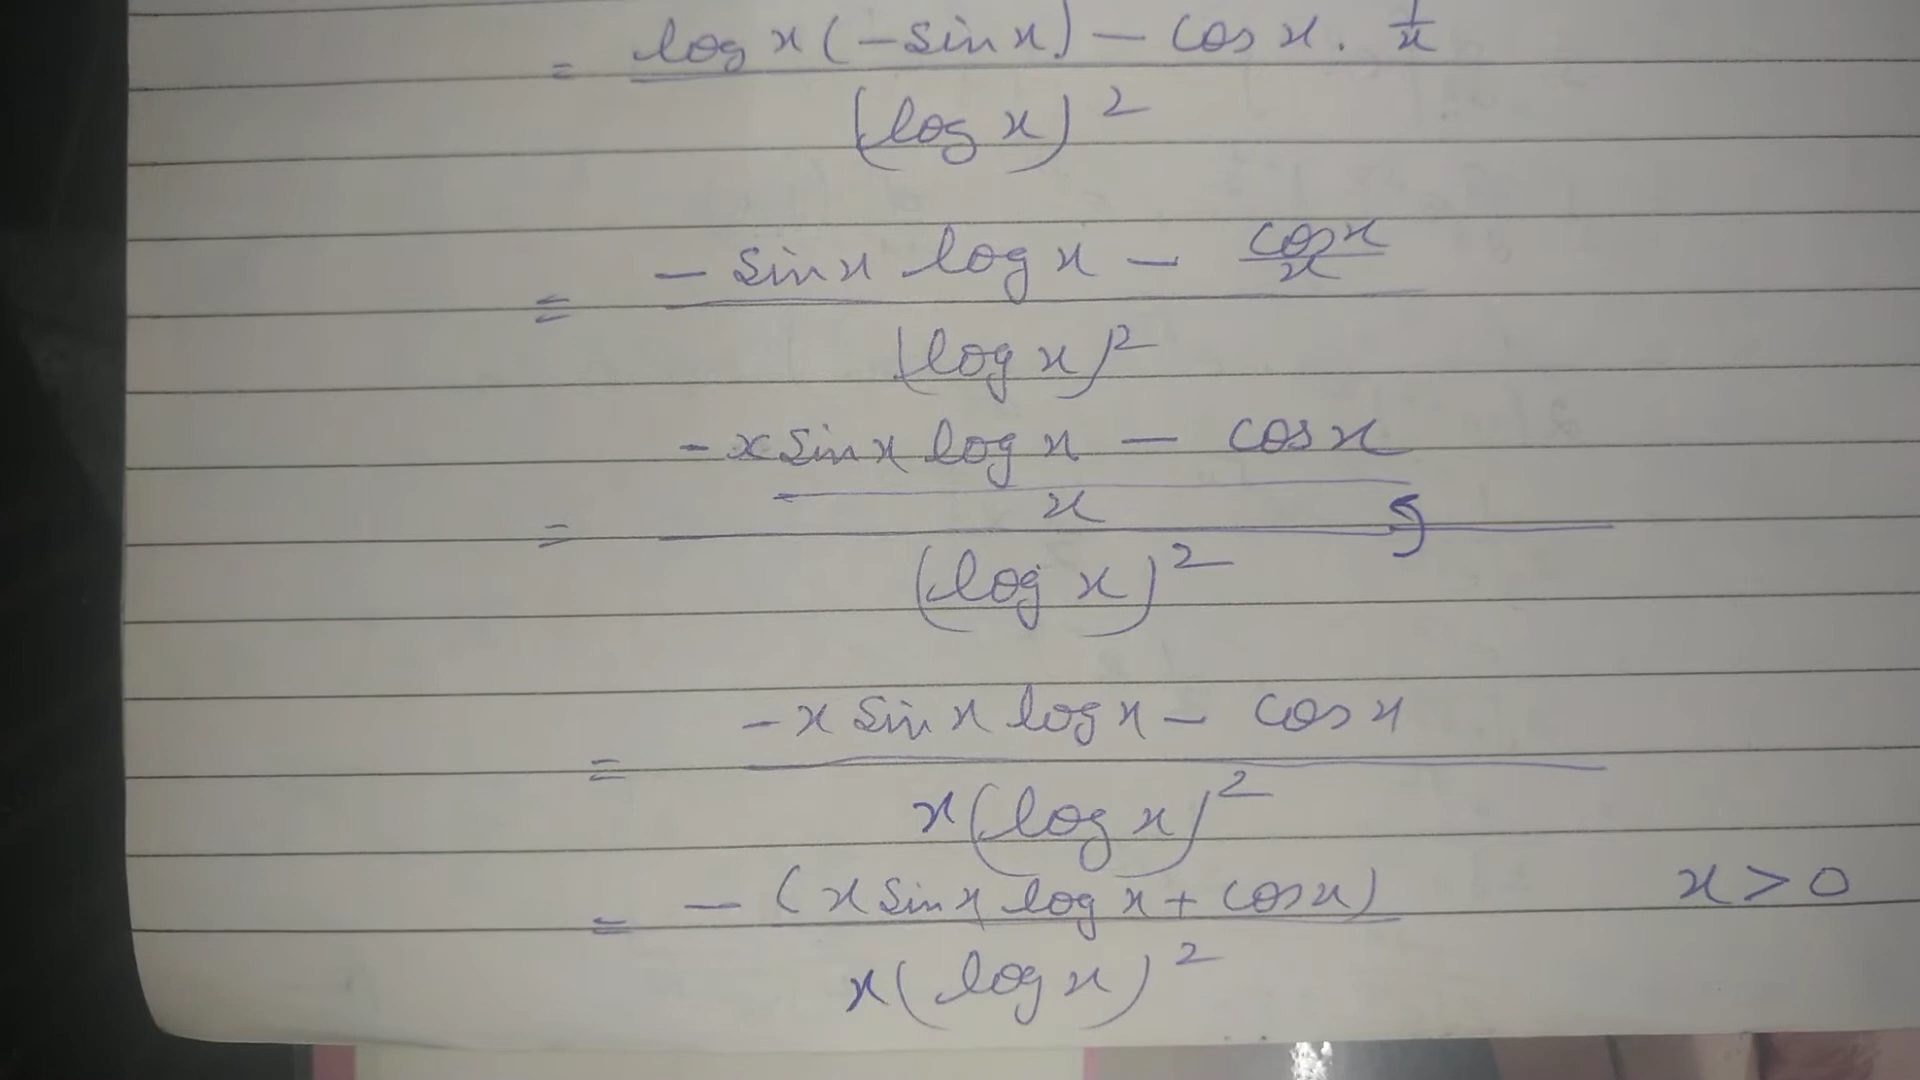 = log x (-sin x) - cos x . 1/x
(log x)²
= - sin x log x - cos x / x
(log x)²
- x sin x log x - cos x
x
=
(log x)²
= - x sin x log x - cos x
x (log x)²
= - (x sin x log x + cos x) x > 0
x (log x)²